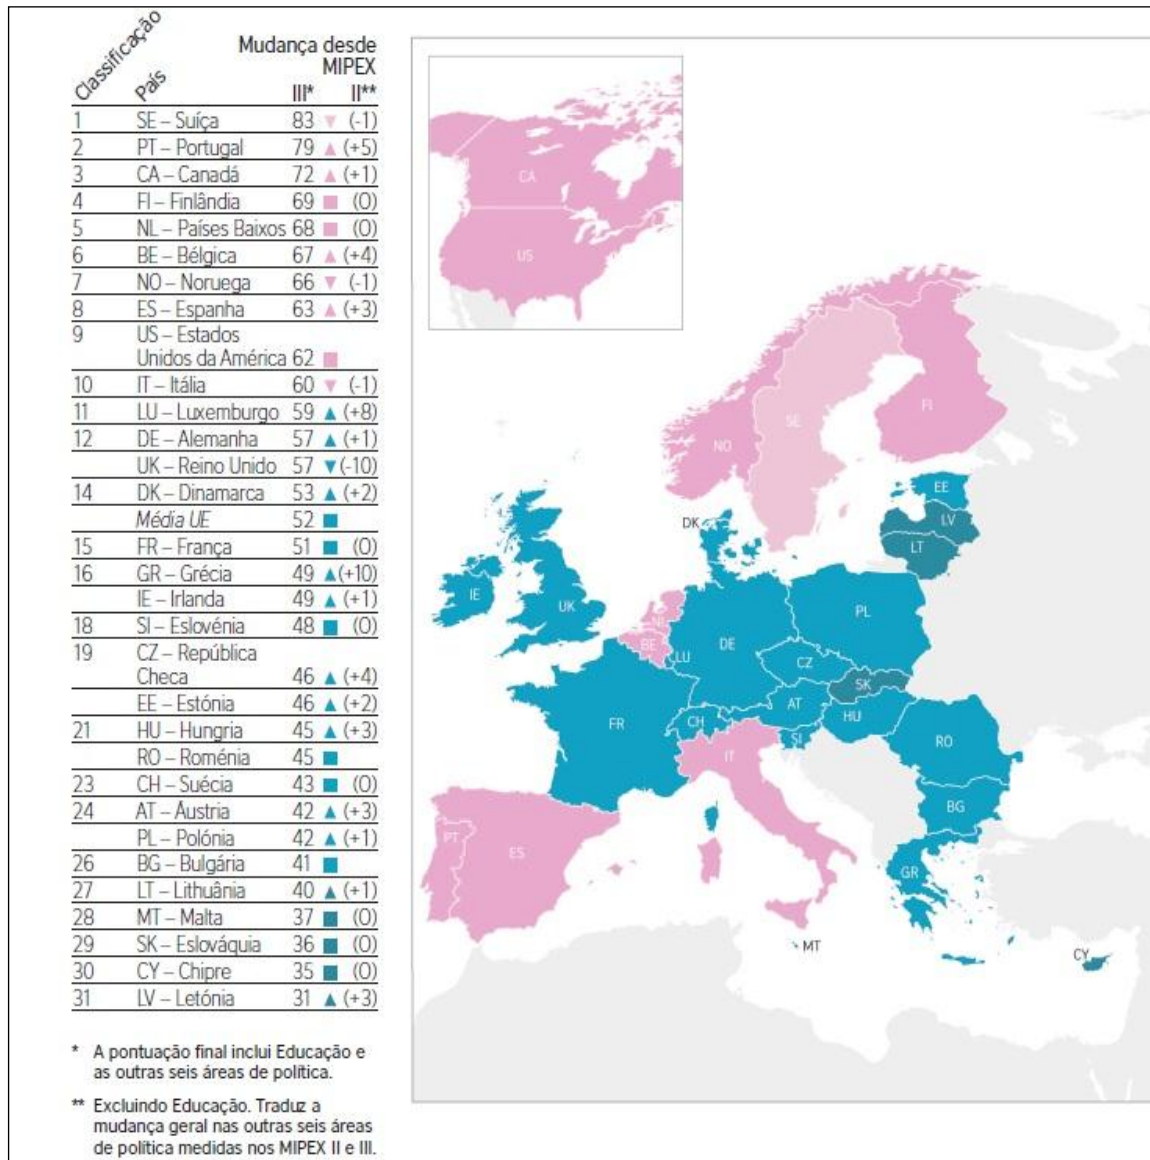 Classificação
País
Mudança desde
MIPEX
III* II**
1 SE – Suíça 83 ▼ (-1)
2 PT – Portugal 79 ▲ (+5)
3 CA – Canadá 72 ▲ (+1)
4 FI – Finlândia 69 ■ (0)
5 NL – Países Baixos 68 ■ (0)
6 BE – Bélgica 67 ▲ (+4)
7 NO – Noruega 66 ▼ (-1)
8 ES – Espanha 63 ▲ (+3)
9 US – Estados
Unidos da América 62 ■
10 IT – Itália 60 ▼ (-1)
11 LU – Luxemburgo 59 ▲ (+8)
12 DE – Alemanha 57 ▲ (+1)
UK – Reino Unido 57 ▼ (-10)
14 DK – Dinamarca 53 ▲ (+2)
Média UE 52 ■
15 FR – França 51 ■ (0)
16 GR – Grécia 49 ▲ (+10)
IE – Irlanda 49 ▲ (+1)
18 SI – Eslovénia 48 ■ (0)
19 CZ – República
Checa 46 ▲ (+4)
EE – Estónia 46 ▲ (+2)
21 HU – Hungria 45 ▲ (+3)
RO – Roménia 45 ■
23 CH – Suécia 43 ■ (0)
24 AT – Áustria 42 ▲ (+3)
PL – Polónia 42 ▲ (+1)
26 BG – Bulgária 41 ■
27 LT – Lithuânia 40 ▲ (+1)
28 MT – Malta 37 ■ (0)
29 SK – Eslováquia 36 ■ (0)
30 CY – Chipre 35 ■ (0)
31 LV – Letónia 31 ▲ (+3)
* A pontuação final inclui Educação e
as outras seis áreas de política.
** Excluindo Educação. Traduz a
mudança geral nas outras seis áreas
de política medidas nos MIPEX II e III.
CA
US
FI
SE
NO
EE
DK
LV
LT
IE
UK
PL
NL
BE
DE
LU
CZ
SK
AT
FR
CH
HU
SI
RO
IT
BG
PT
ES
GR
MT
CY